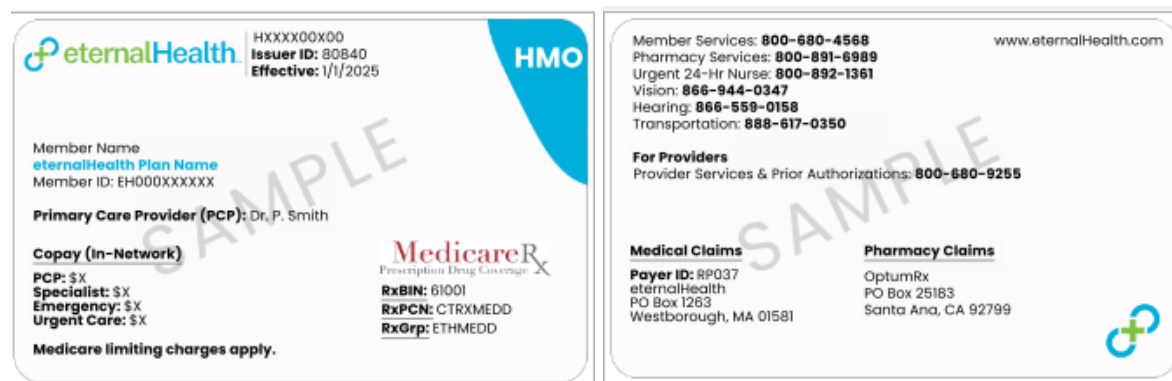 eternalHealth
HXXXX00X00
Issuer ID: 80840
Effective: 1/1/2025
HMO
Member Name
eternalHealth Plan Name
Member ID: EH000XXXXXX
Primary Care Provider (PCP): Dr. P. Smith
Copay (In-Network)
PCP: $X
Specialist: $X
Emergency: $X
Urgent Care: $X
Medicare limiting charges apply.
MedicareRx
Prescription Drug Coverage
RxBIN: 61001
RxPCN: CTRXMEDD
RxGrp: ETHMEDD
SAMPLE
Member Services: 800-680-4568
Pharmacy Services: 800-891-6989
Urgent 24-Hr Nurse: 800-892-1361
Vision: 866-944-0347
Hearing: 866-559-0158
Transportation: 888-617-0350
www.eternalHealth.com
For Providers
Provider Services & Prior Authorizations: 800-680-9255
Medical Claims
Payer ID: RP037
eternalHealth
PO Box 1263
Westborough, MA 01581
Pharmacy Claims
OptumRx
PO Box 25183
Santa Ana, CA 92799
SAMPLE